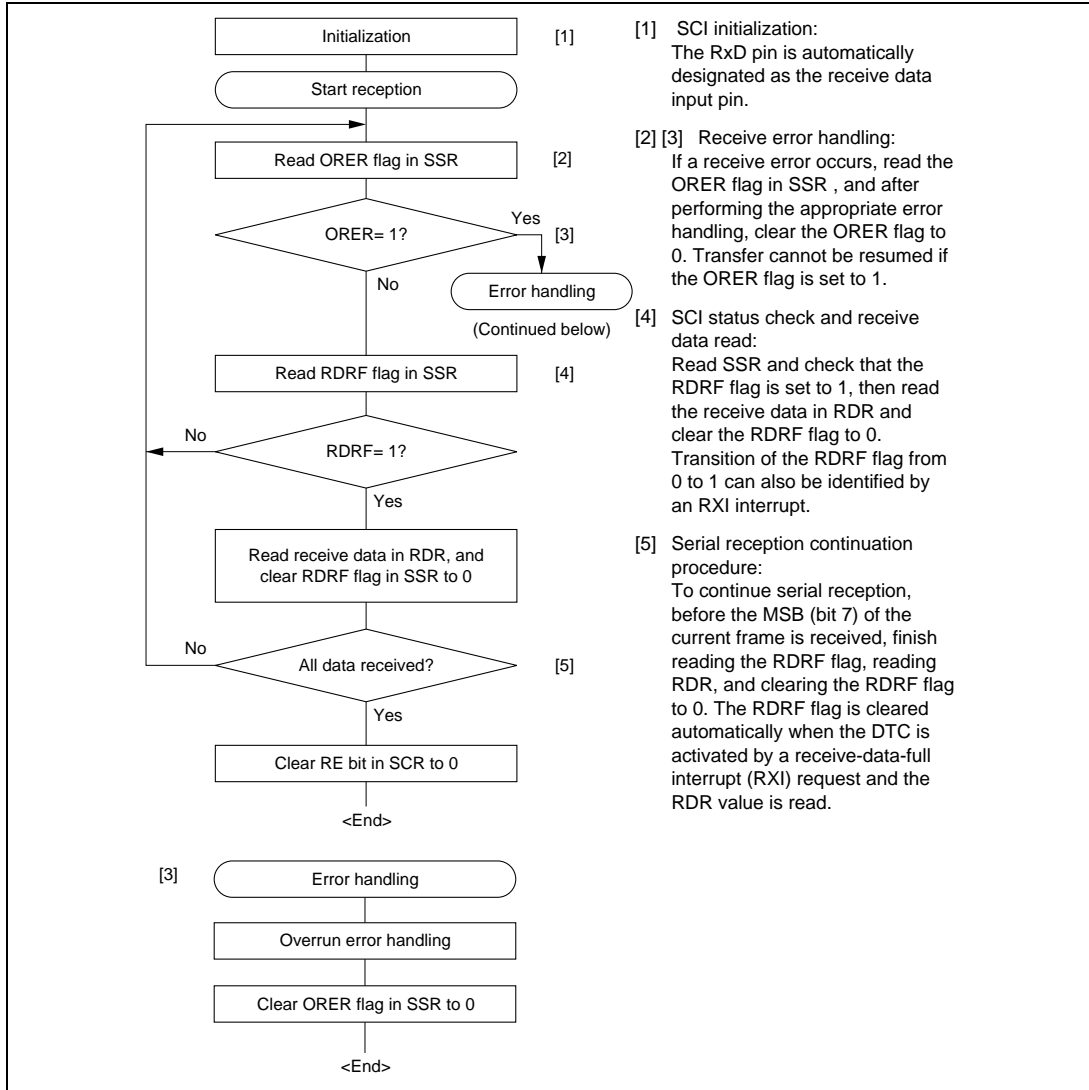 Initialization
[1]
Start reception
Read ORER flag in SSR
[2]
ORER= 1?
Yes
[3]
No
Error handling
(Continued below)
Read RDRF flag in SSR
[4]
No
RDRF= 1?
Yes
Read receive data in RDR, and
clear RDRF flag in SSR to 0
No
All data received?
[5]
Yes
Clear RE bit in SCR to 0
<End>
[3]
Error handling
Overrun error handling
Clear ORER flag in SSR to 0
<End>
[1] SCI initialization:
The RxD pin is automatically
designated as the receive data
input pin.
[2] [3] Receive error handling:
If a receive error occurs, read the
ORER flag in SSR , and after
performing the appropriate error
handling, clear the ORER flag to
0. Transfer cannot be resumed if
the ORER flag is set to 1.
[4] SCI status check and receive
data read:
Read SSR and check that the
RDRF flag is set to 1, then read
the receive data in RDR and
clear the RDRF flag to 0.
Transition of the RDRF flag from
0 to 1 can also be identified by
an RXI interrupt.
[5] Serial reception continuation
procedure:
To continue serial reception,
before the MSB (bit 7) of the
current frame is received, finish
reading the RDRF flag, reading
RDR, and clearing the RDRF flag
to 0. The RDRF flag is cleared
automatically when the DTC is
activated by a receive-data-full
interrupt (RXI) request and the
RDR value is read.